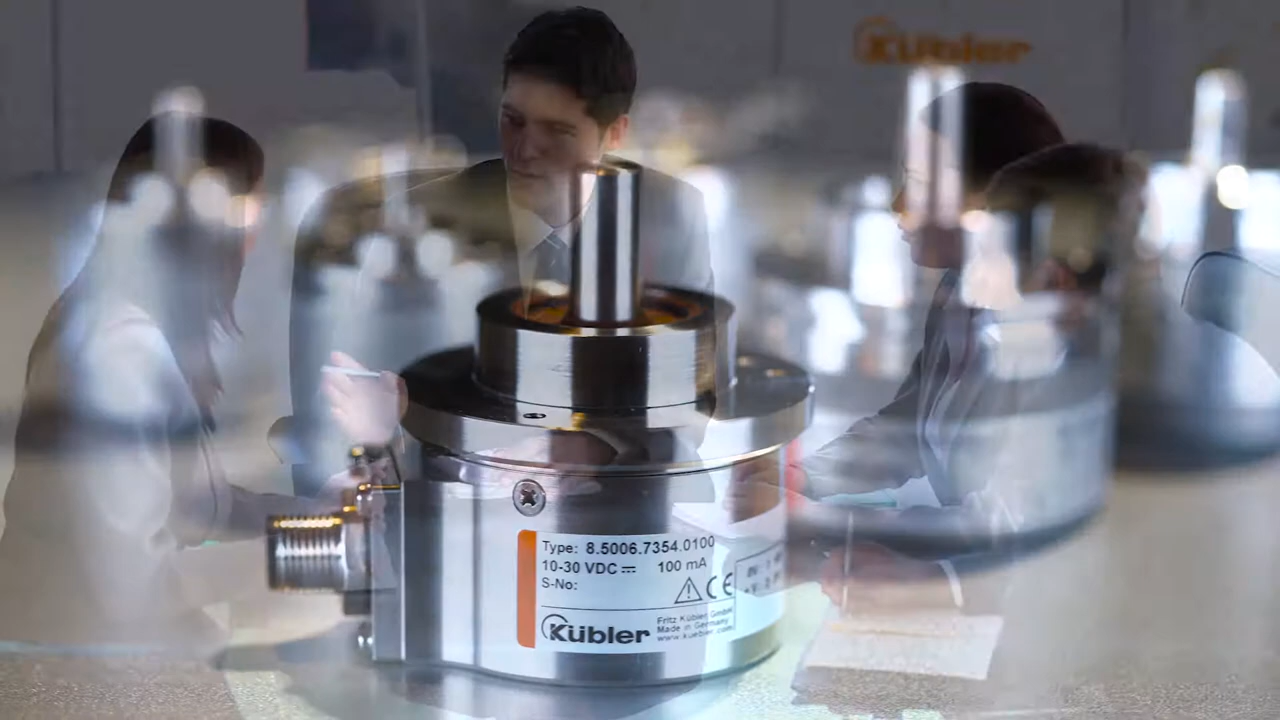 Kübler
Type: 8.5006.7354.0100
10-30 VDC 100 mA
S-No:
CE
Kübler
Fritz Kübler GmbH
Made in Germany
www.kuebler.com